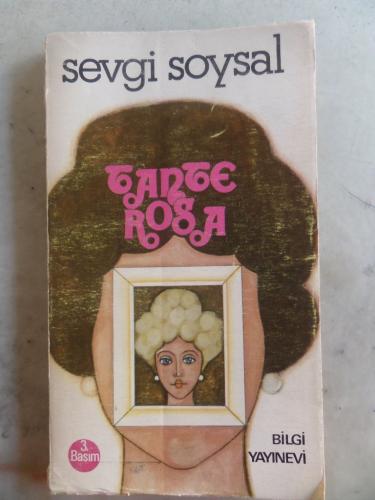 sevgi soysal
TANTE
ROSA
3.
Basım
BİLGİ
YAYINEVİ